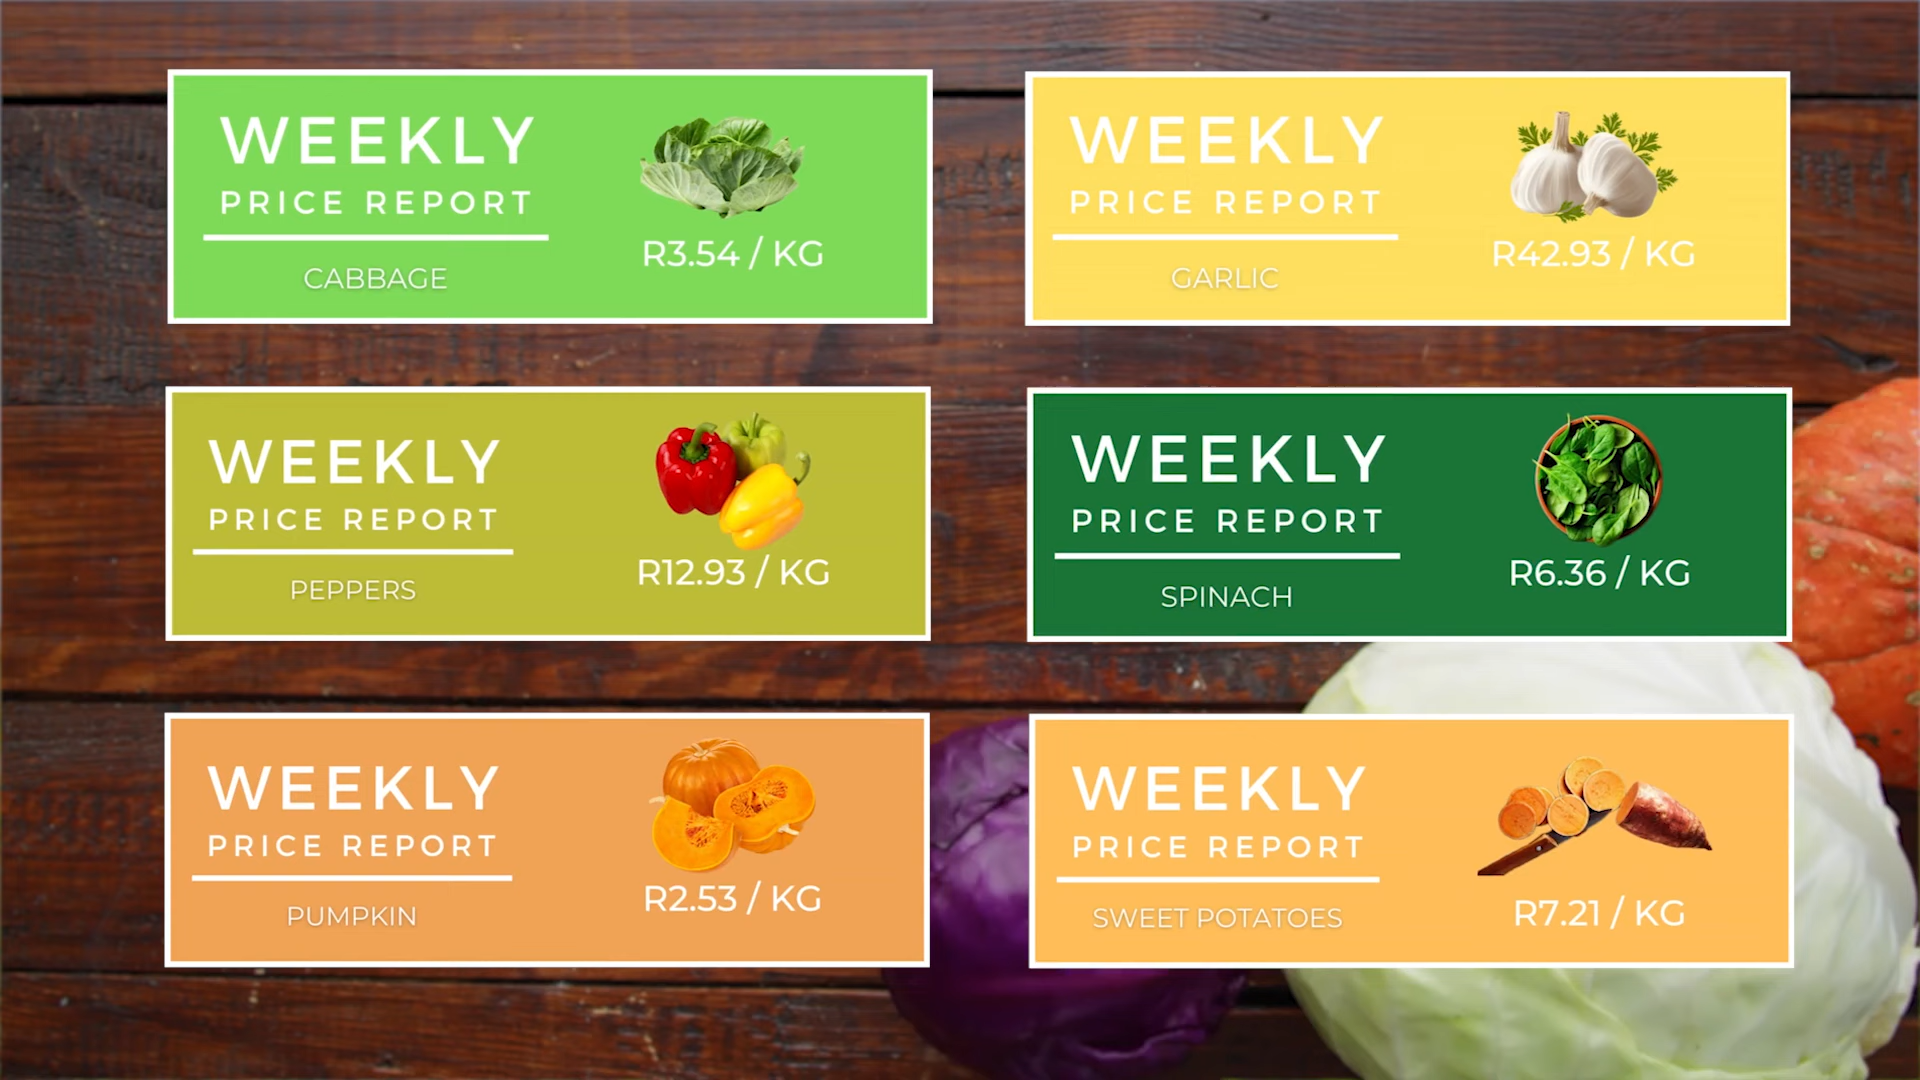 WEEKLY
PRICE REPORT
CABBAGE
R3.54 / KG
WEEKLY
PRICE REPORT
GARLIC
R42.93 / KG
WEEKLY
PRICE REPORT
PEPPERS
R12.93 / KG
WEEKLY
PRICE REPORT
SPINACH
R6.36 / KG
WEEKLY
PRICE REPORT
PUMPKIN
R2.53 / KG
WEEKLY
PRICE REPORT
SWEET POTATOES
R7.21 / KG